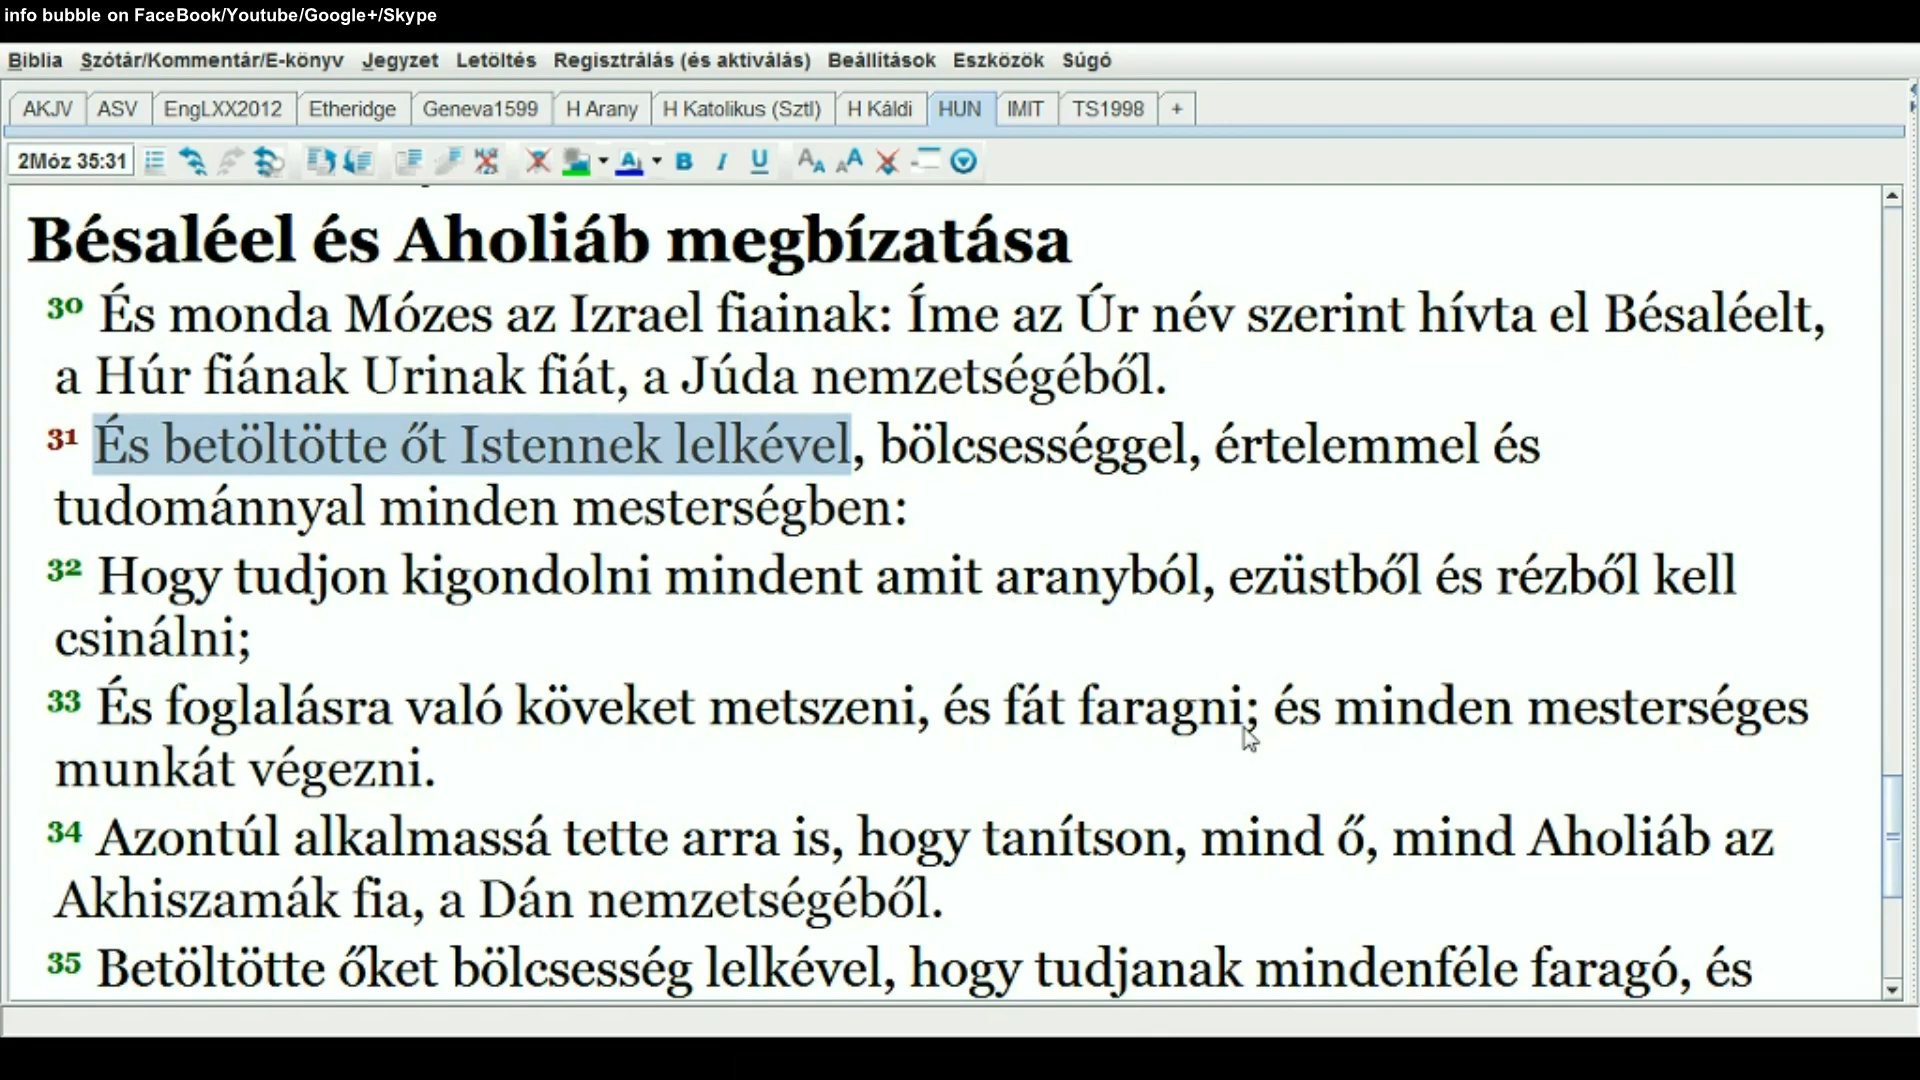 info bubble on FaceBook/Youtube/Google+/Skype
Biblia Szótár/Kommentár/E-könyv Jegyzet Letöltés Regisztrálás (és aktiválás) Beállítások Eszközök Súgó
AKJV ASV EngLXX2012 Etheridge Geneva1599 H Arany H Katolikus (Sztl) H Káldi HUN IMIT TS1998 +
2Móz 35:31
Bésaléel és Aholiáb megbízatása
30 És monda Mózes az Izrael fiainak: Íme az Úr név szerint hívta el Bésaléelt,
a Húr fiának Urinak fiát, a Júda nemzetségéből.
31 És betöltötte őt Istennek lelkével, bölcsességgel, értelemmel és
tudománnyal minden mesterségben:
32 Hogy tudjon kigondolni mindent amit aranyból, ezüstből és rézből kell
csinálni;
33 És foglalásra való köveket metszeni, és fát faragni; és minden mesterséges
munkát végezni.
34 Azontúl alkalmassá tette arra is, hogy tanítson, mind ő, mind Aholiáb az
Akhiszamák fia, a Dán nemzetségéből.
35 Betöltötte őket bölcsesség lelkével, hogy tudjanak mindenféle faragó, és